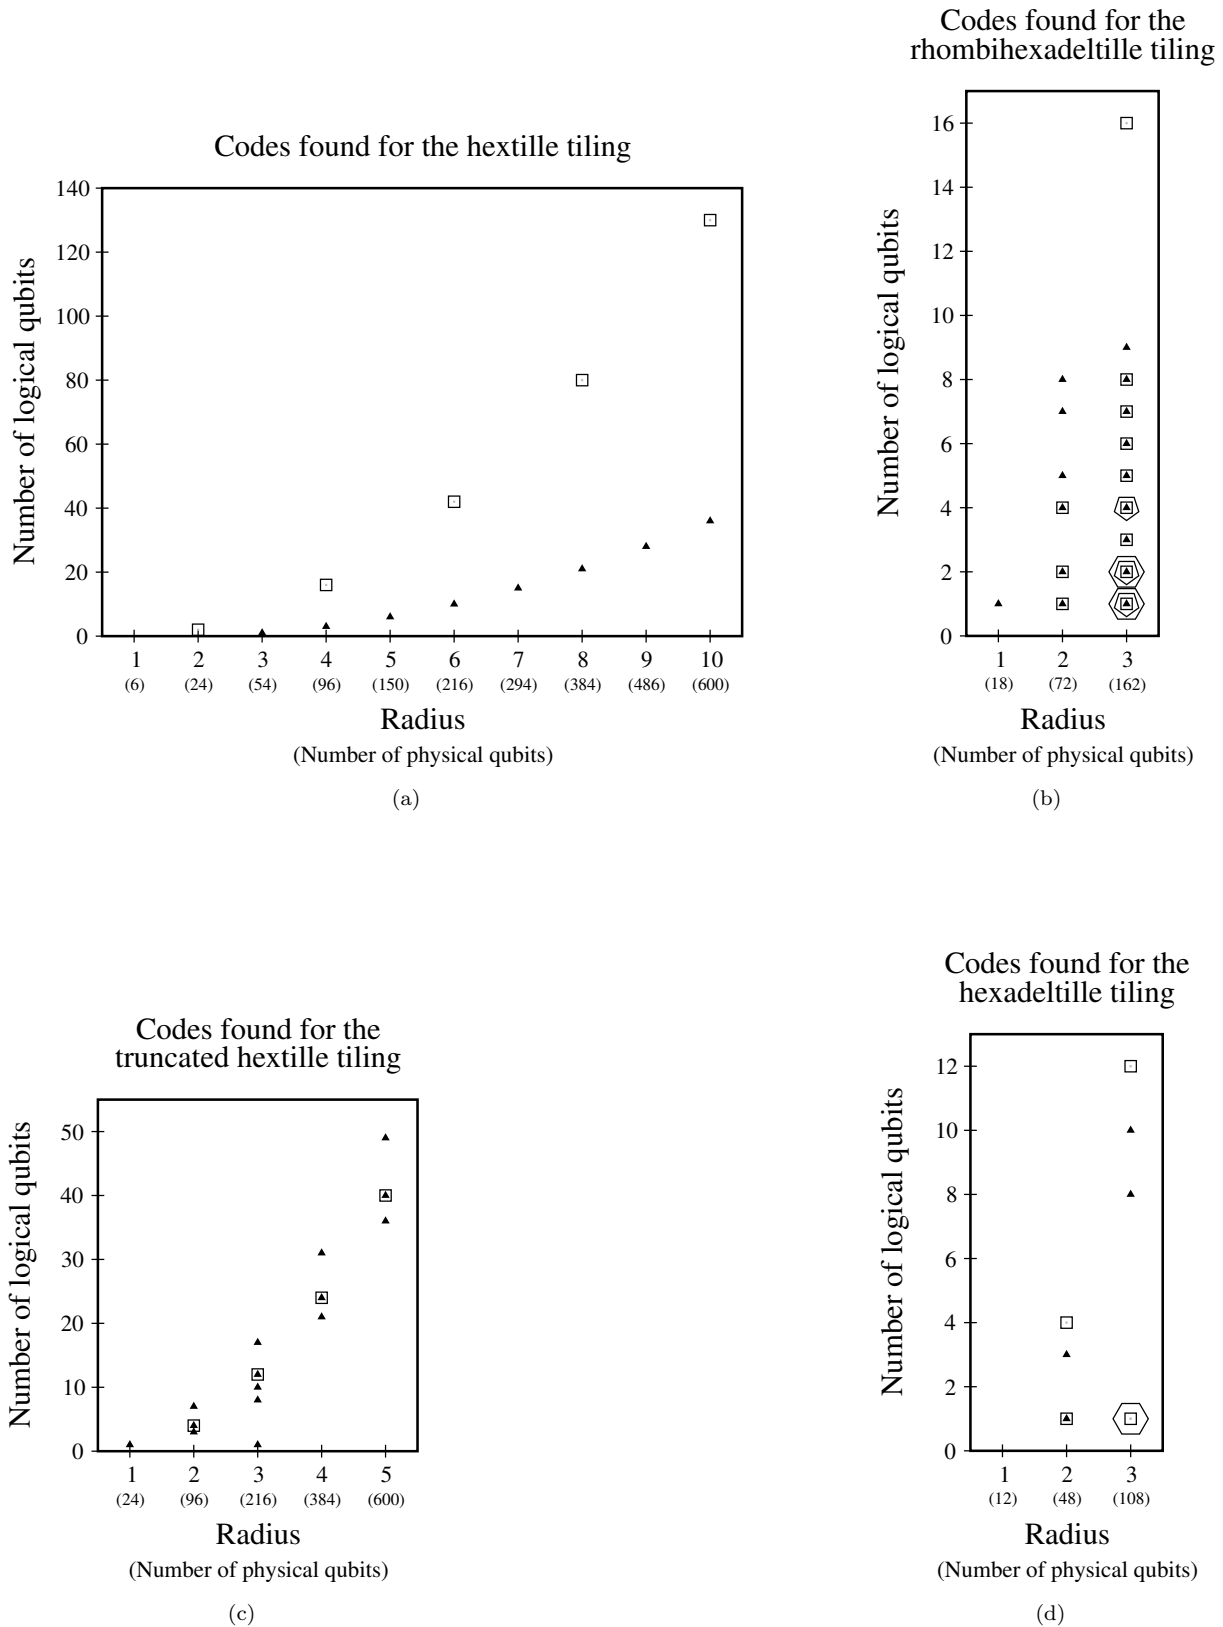 Codes found for the hextille tiling
Number of logical qubits
140
120
100
80
60
40
20
0
1 2 3 4 5 6 7 8 9 10
(6) (24) (54) (96) (150) (216) (294) (384) (486) (600)
Radius
(Number of physical qubits)
(a)
Codes found for the
rhombihexadeltille tiling
Number of logical qubits
16
14
12
10
8
6
4
2
0
1 2 3
(18) (72) (162)
Radius
(Number of physical qubits)
(b)
Codes found for the
truncated hextille tiling
Number of logical qubits
50
40
30
20
10
0
1 2 3 4 5
(24) (96) (216) (384) (600)
Radius
(Number of physical qubits)
(c)
Codes found for the
hexadeltille tiling
Number of logical qubits
12
10
8
6
4
2
0
1 2 3
(12) (48) (108)
Radius
(Number of physical qubits)
(d)